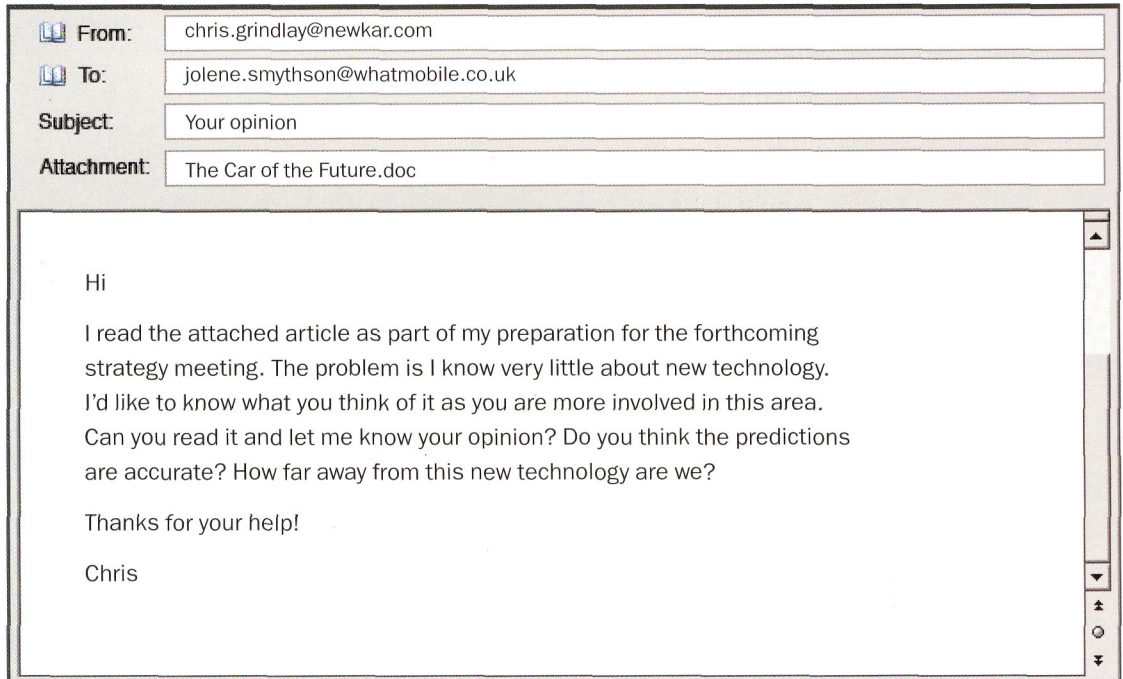 From: chris.grindlay@newkar.com
To: jolene.smythson@whatmobile.co.uk
Subject: Your opinion
Attachment: The Car of the Future.doc
Hi
I read the attached article as part of my preparation for the forthcoming
strategy meeting. The problem is I know very little about new technology.
I'd like to know what you think of it as you are more involved in this area.
Can you read it and let me know your opinion? Do you think the predictions
are accurate? How far away from this new technology are we?
Thanks for your help!
Chris